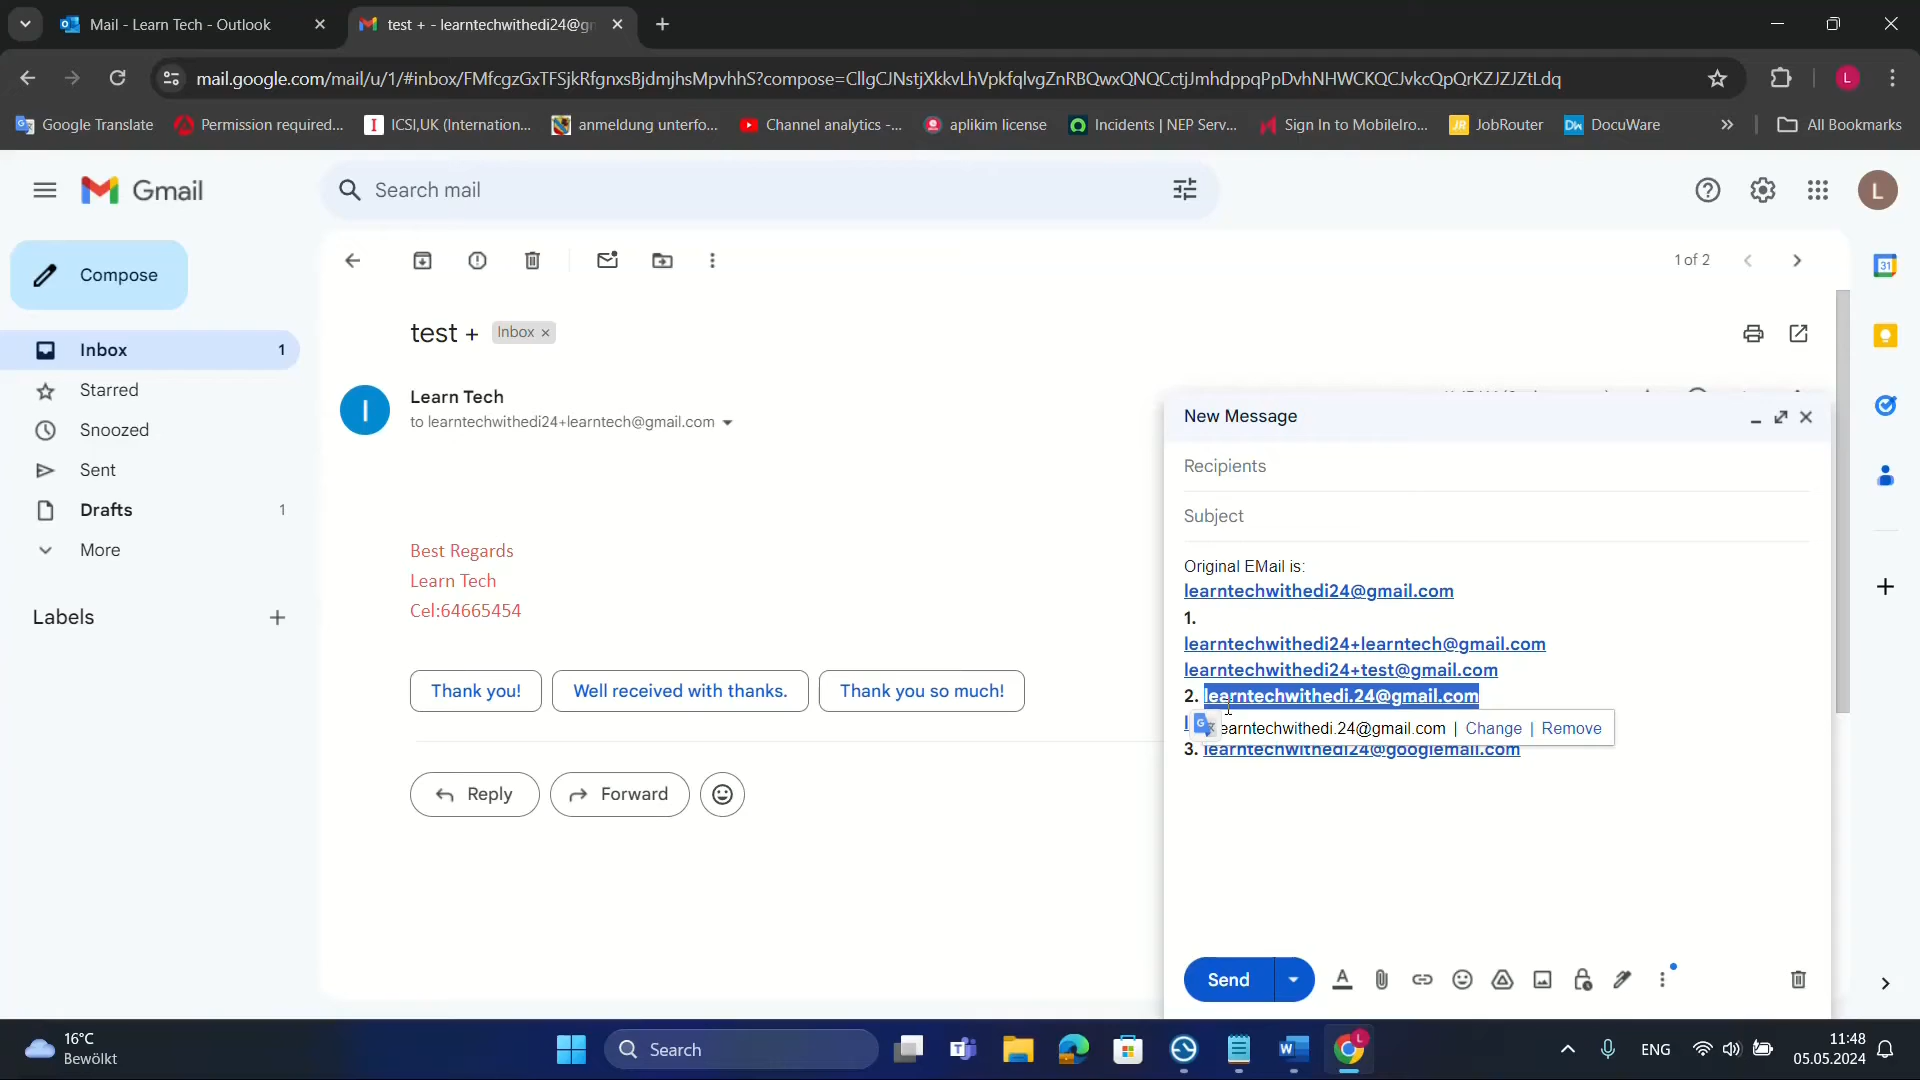 Mail - Learn Tech - Outlook
test + - learntechwithedi24@gm
mail.google.com/mail/u/1/#inbox/FMfcgzGxTFSjkRfgnxsBjdmjhsMpvhhS?compose=CllgCJNstjXkkvLhVpkfqlvgZnRBQwxQNQCctjJmhdppqPpDvhNHWCKQCJvkcQpQrKZJZJZtLdq
L
Google Translate
Permission required...
ICSI,UK (Internation...
anmeldung unterfo...
Channel analytics -...
aplikim license
Incidents | NEP Serv...
Sign In to MobileIro...
JobRouter
DocuWare
All Bookmarks
Gmail
Search mail
L
Compose
1 of 2
test +
Inbox ×
Inbox 1
Starred
Snoozed
Sent
Drafts 1
More
Labels
Learn Tech
to learntechwithedi24+learntech@gmail.com
Best Regards
Learn Tech
Cel:64665454
Thank you!
Well received with thanks.
Thank you so much!
Reply
Forward
New Message
Recipients
Subject
Original EMail is:
learntechwithedi24@gmail.com
1.
learntechwithedi24+learntech@gmail.com
learntechwithedi24+test@gmail.com
2. learntechwithedi.24@gmail.com
learntechwithedi.24@gmail.com | Change | Remove
3. learntechwithedi24@googlemail.com
Send
16°C
Bewölkt
Search
ENG
11:48
05.05.2024